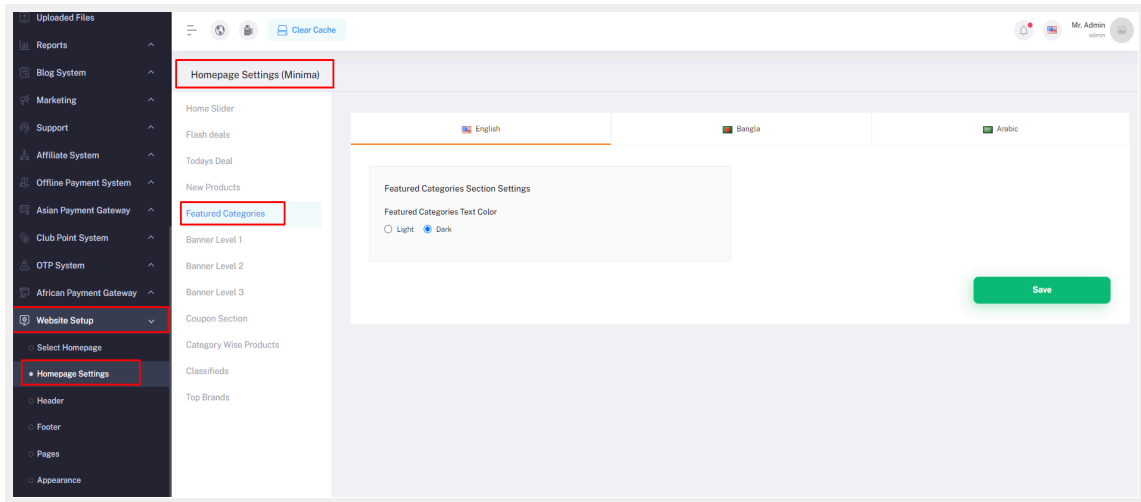 Uploaded Files
Reports
Blog System
Marketing
Support
Affiliate System
Offline Payment System
Asian Payment Gateway
Club Point System
OTP System
African Payment Gateway
Website Setup
Select Homepage
Homepage Settings
Header
Footer
Pages
Appearance
Clear Cache
Mr. Admin
admin
Homepage Settings (Minima)
Home Slider
Flash deals
Todays Deal
New Products
Featured Categories
Banner Level 1
Banner Level 2
Banner Level 3
Coupon Section
Category Wise Products
Classifieds
Top Brands
English Bangla Arabic
Featured Categories Section Settings
Featured Categories Text Color
Light Dark
Save